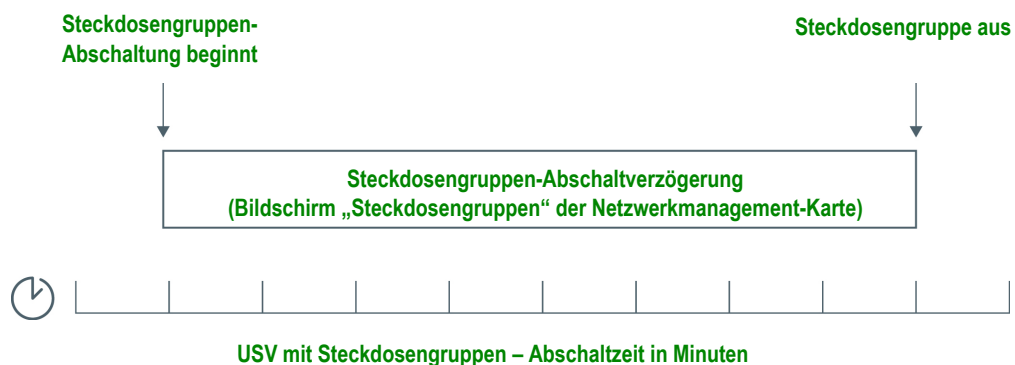 Steckdosengruppen-
Abschaltung beginnt
Steckdosengruppe aus
Steckdosengruppen-Abschaltverzögerung
(Bildschirm „Steckdosengruppen“ der Netzwerkmanagement-Karte)
USV mit Steckdosengruppen – Abschaltzeit in Minuten